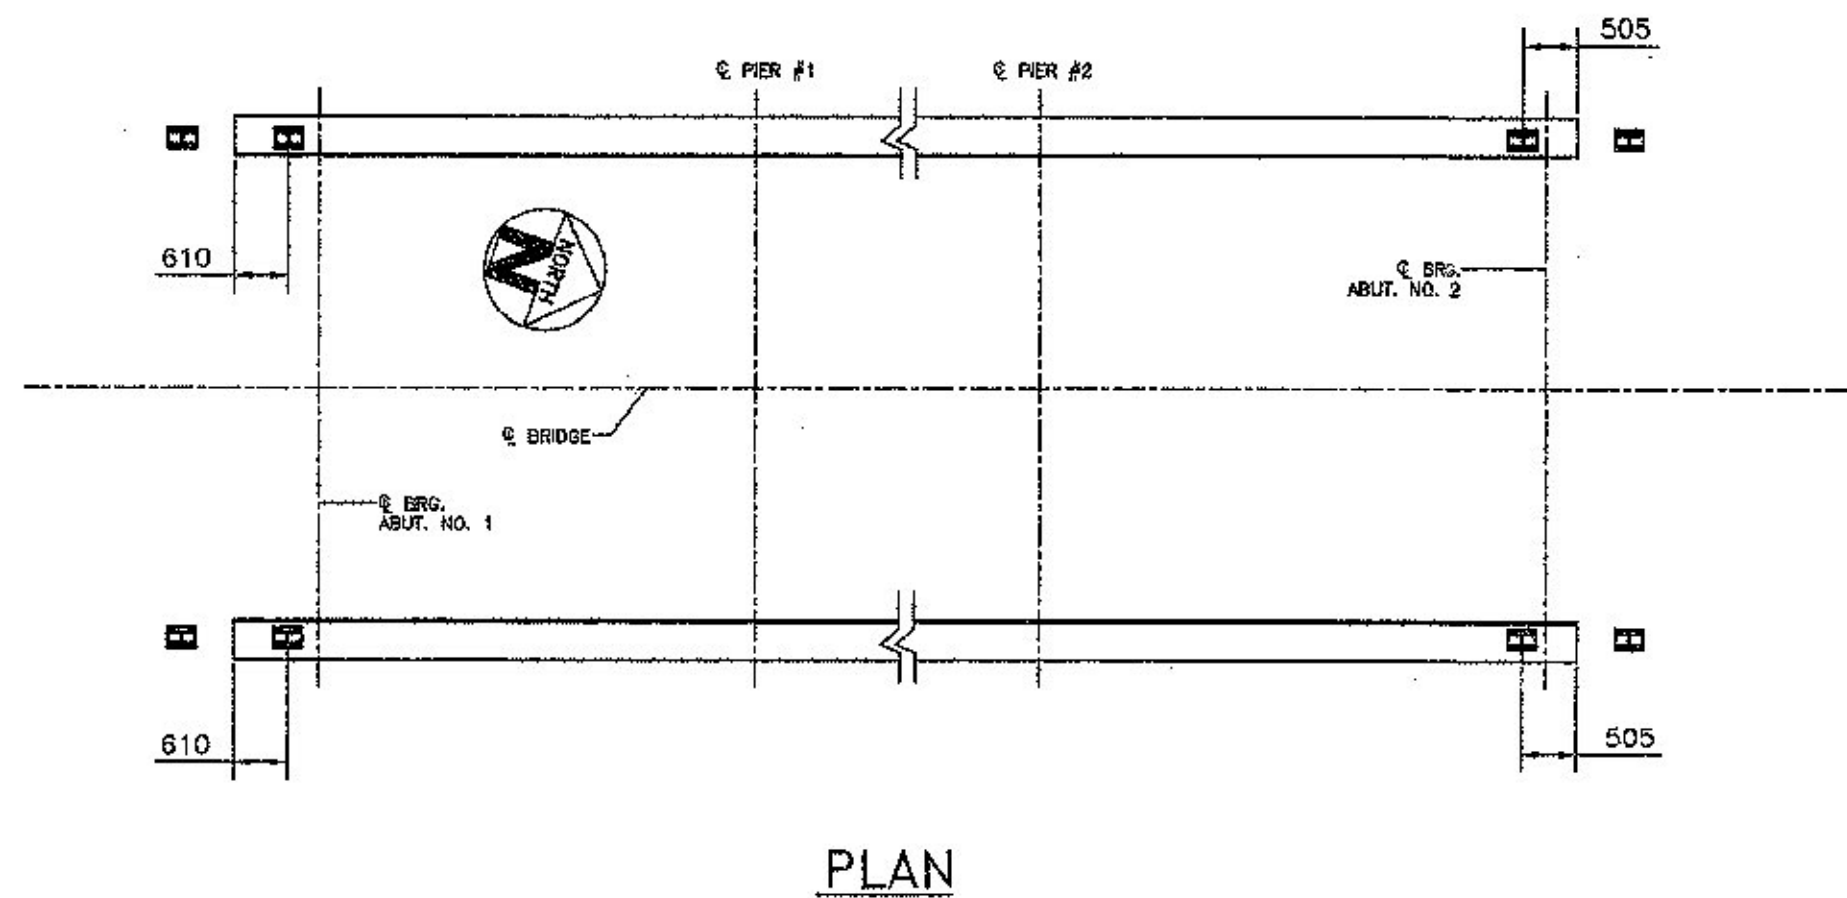 505
℄ PIER #1
℄ PIER #2
N
NORTH
610
℄ BRG.
ABUT. NO. 2
℄ BRIDGE
℄ BRG.
ABUT. NO. 1
610
505
PLAN